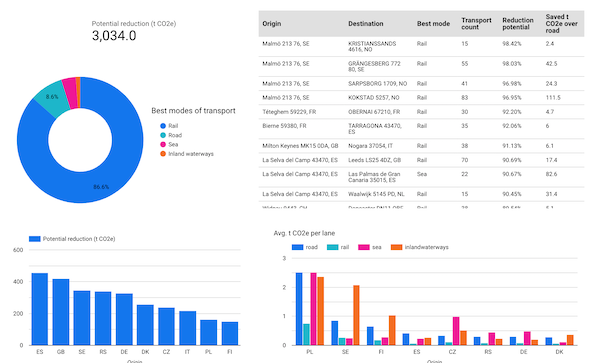 Potential reduction (t CO2e)
3,034.0
8.6%
86.6%
Best modes of transport
Rail
Road
Sea
Inland waterways
Origin Destination Best mode Transport count Reduction potential Saved t CO2e over road
Malmö 213 76, SE KRISTIANSSANDS 4616, NO Rail 15 98.42% 2.4
Malmö 213 76, SE GRÄNGESBERG 772 80, SE Rail 55 98.03% 42.5
Malmö 213 76, SE SARPSBORG 1709, NO Rail 41 96.98% 24.3
Malmö 213 76, SE KOKSTAD 5257, NO Rail 83 96.95% 111.5
Téteghem 59229, FR OBERNAI 67210, FR Rail 30 92.20% 4.7
Bierne 59380, FR TARRAGONA 43470, ES Rail 35 92.06% 6
Milton Keynes MK15 0DA, GB Nogara 37054, IT Rail 38 91.13% 6.1
La Selva del Camp 43470, ES Leeds LS25 4DZ, GB Rail 70 90.69% 17.4
La Selva del Camp 43470, ES Las Palmas de Gran Canaria 35015, ES Sea 22 90.67% 82.6
La Selva del Camp 43470, ES Waalwijk 5145 PD, NL Rail 15 90.45% 31.4
Potential reduction (t CO2e)
600
400
200
0
ES GB SE RS DE DK CZ IT PL FI
Origin
Avg. t CO2e per lane
road rail sea inlandwaterways
3
2
1
0
PL SE FI ES CZ RS DE DK
Origin